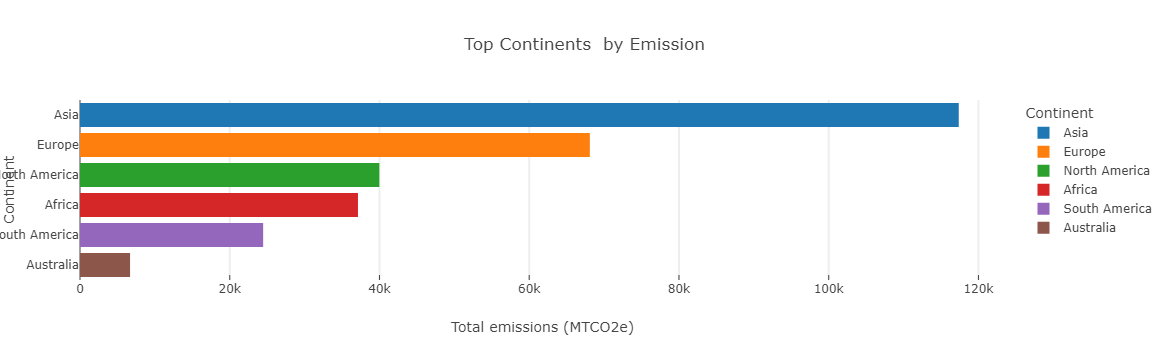 Top Continents  by Emission
Continent
Asia
Europe
orth America
Africa
outh America
Australia
0 20k 40k 60k 80k 100k 120k
Total emissions (MTCO2e)
Continent
Asia
Europe
North America
Africa
South America
Australia